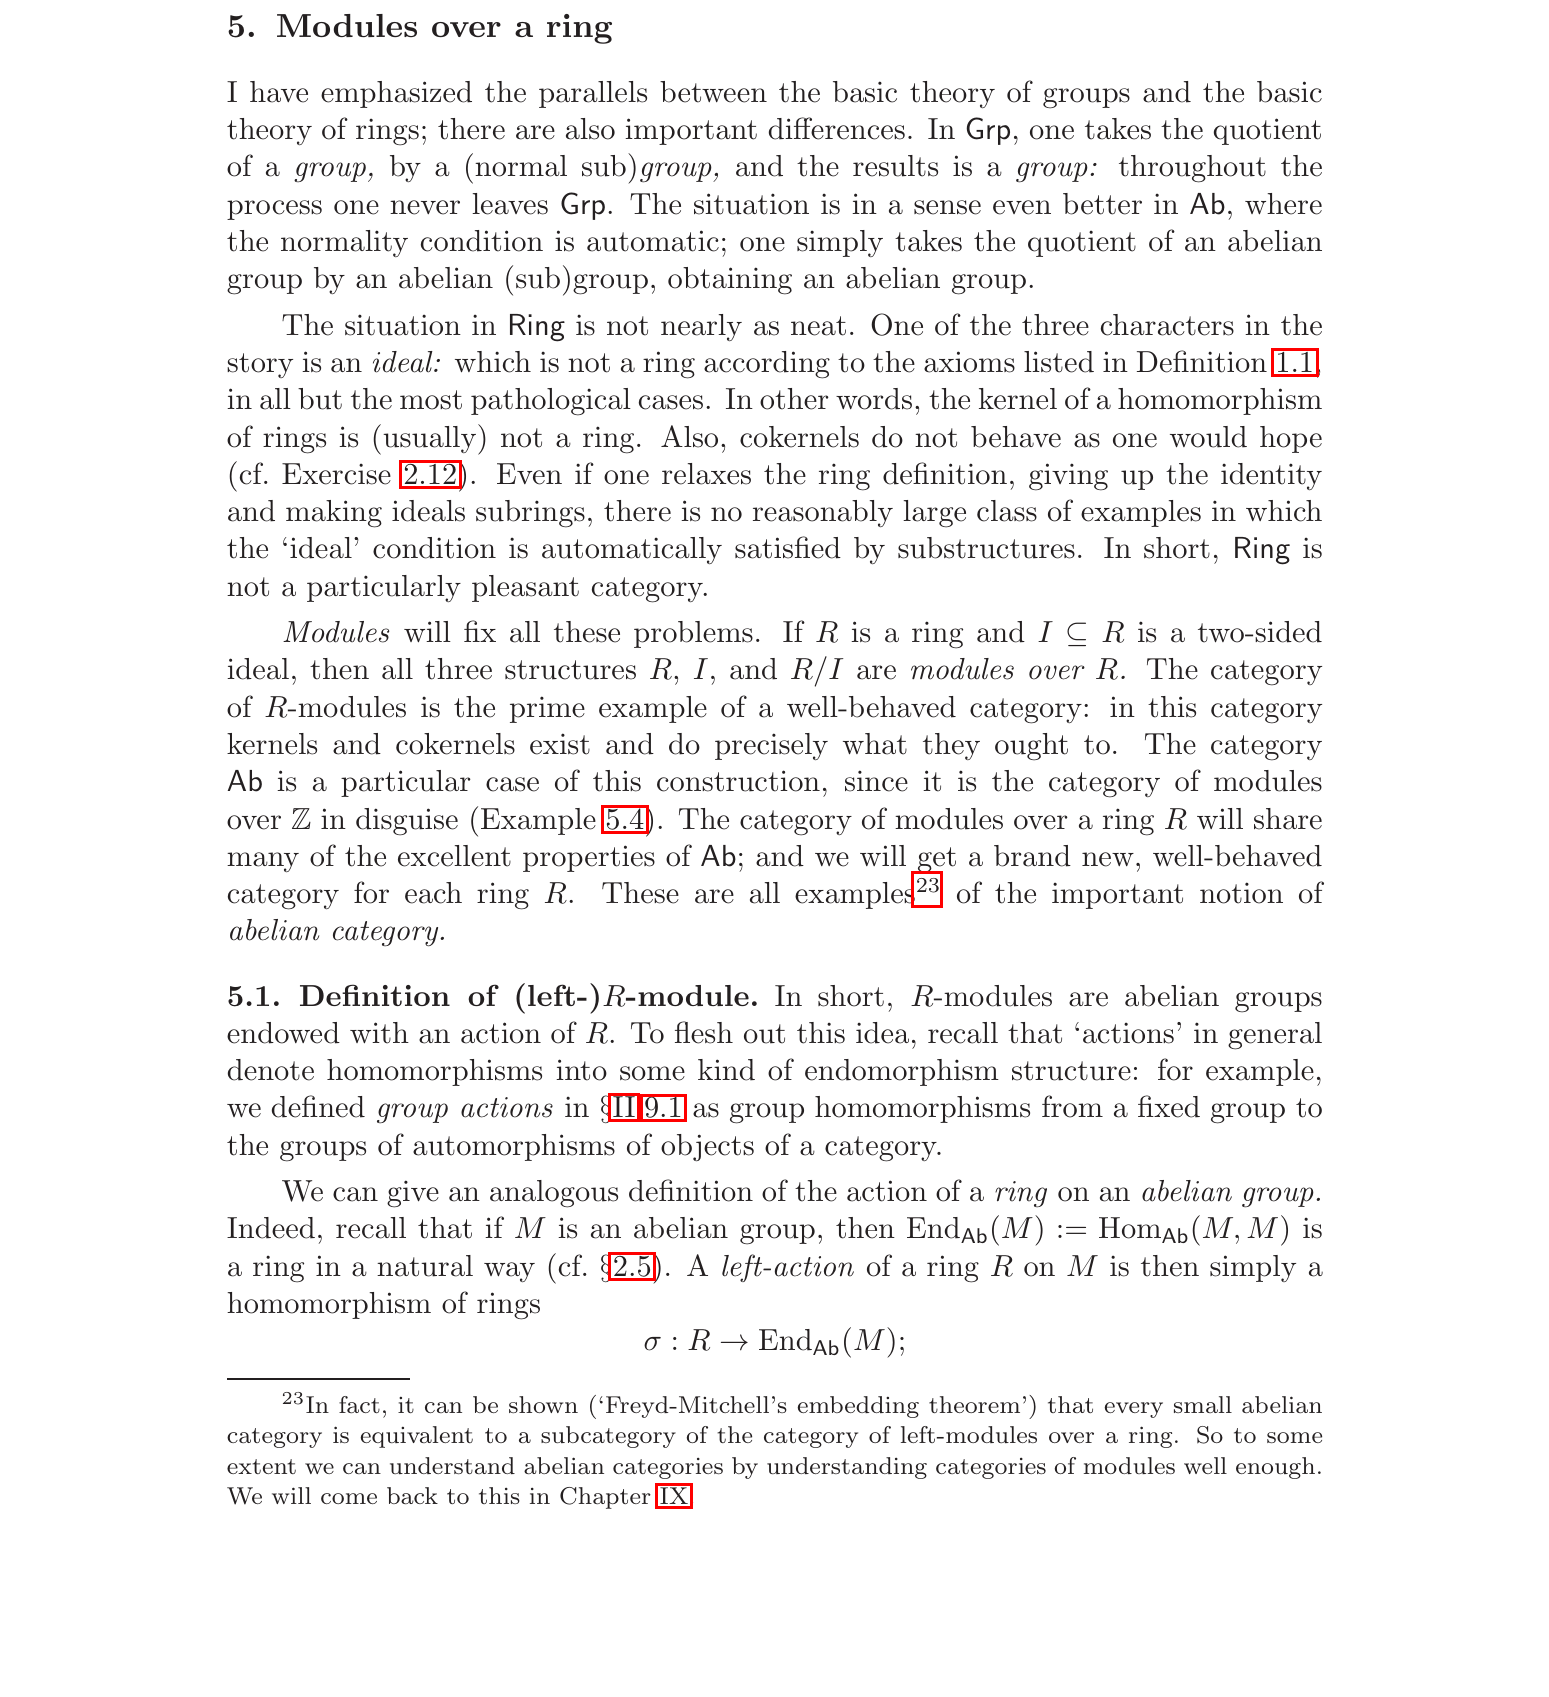 5. Modules over a ring
I have emphasized the parallels between the basic theory of groups and the basic
theory of rings; there are also important differences. In Grp, one takes the quotient
of a group, by a (normal sub)group, and the results is a group: throughout the
process one never leaves Grp. The situation is in a sense even better in Ab, where
the normality condition is automatic; one simply takes the quotient of an abelian
group by an abelian (sub)group, obtaining an abelian group.
The situation in Ring is not nearly as neat. One of the three characters in the
story is an ideal: which is not a ring according to the axioms listed in Definition 1.1,
in all but the most pathological cases. In other words, the kernel of a homomorphism
of rings is (usually) not a ring. Also, cokernels do not behave as one would hope
(cf. Exercise 2.12). Even if one relaxes the ring definition, giving up the identity
and making ideals subrings, there is no reasonably large class of examples in which
the ‘ideal’ condition is automatically satisfied by substructures. In short, Ring is
not a particularly pleasant category.
Modules will fix all these problems. If R is a ring and I ⊆ R is a two-sided
ideal, then all three structures R, I, and R/I are modules over R. The category
of R-modules is the prime example of a well-behaved category: in this category
kernels and cokernels exist and do precisely what they ought to. The category
Ab is a particular case of this construction, since it is the category of modules
over ℤ in disguise (Example 5.4). The category of modules over a ring R will share
many of the excellent properties of Ab; and we will get a brand new, well-behaved
category for each ring R. These are all examples²³ of the important notion of
abelian category.
5.1. Definition of (left-)R-module. In short, R-modules are abelian groups
endowed with an action of R. To flesh out this idea, recall that ‘actions’ in general
denote homomorphisms into some kind of endomorphism structure: for example,
we defined group actions in §II.9.1 as group homomorphisms from a fixed group to
the groups of automorphisms of objects of a category.
We can give an analogous definition of the action of a ring on an abelian group.
Indeed, recall that if M is an abelian group, then End_Ab(M) := Hom_Ab(M, M) is
a ring in a natural way (cf. §2.5). A left-action of a ring R on M is then simply a
homomorphism of rings
σ : R → End_Ab(M);
²³In fact, it can be shown (‘Freyd-Mitchell’s embedding theorem’) that every small abelian
category is equivalent to a subcategory of the category of left-modules over a ring. So to some
extent we can understand abelian categories by understanding categories of modules well enough.
We will come back to this in Chapter IX.